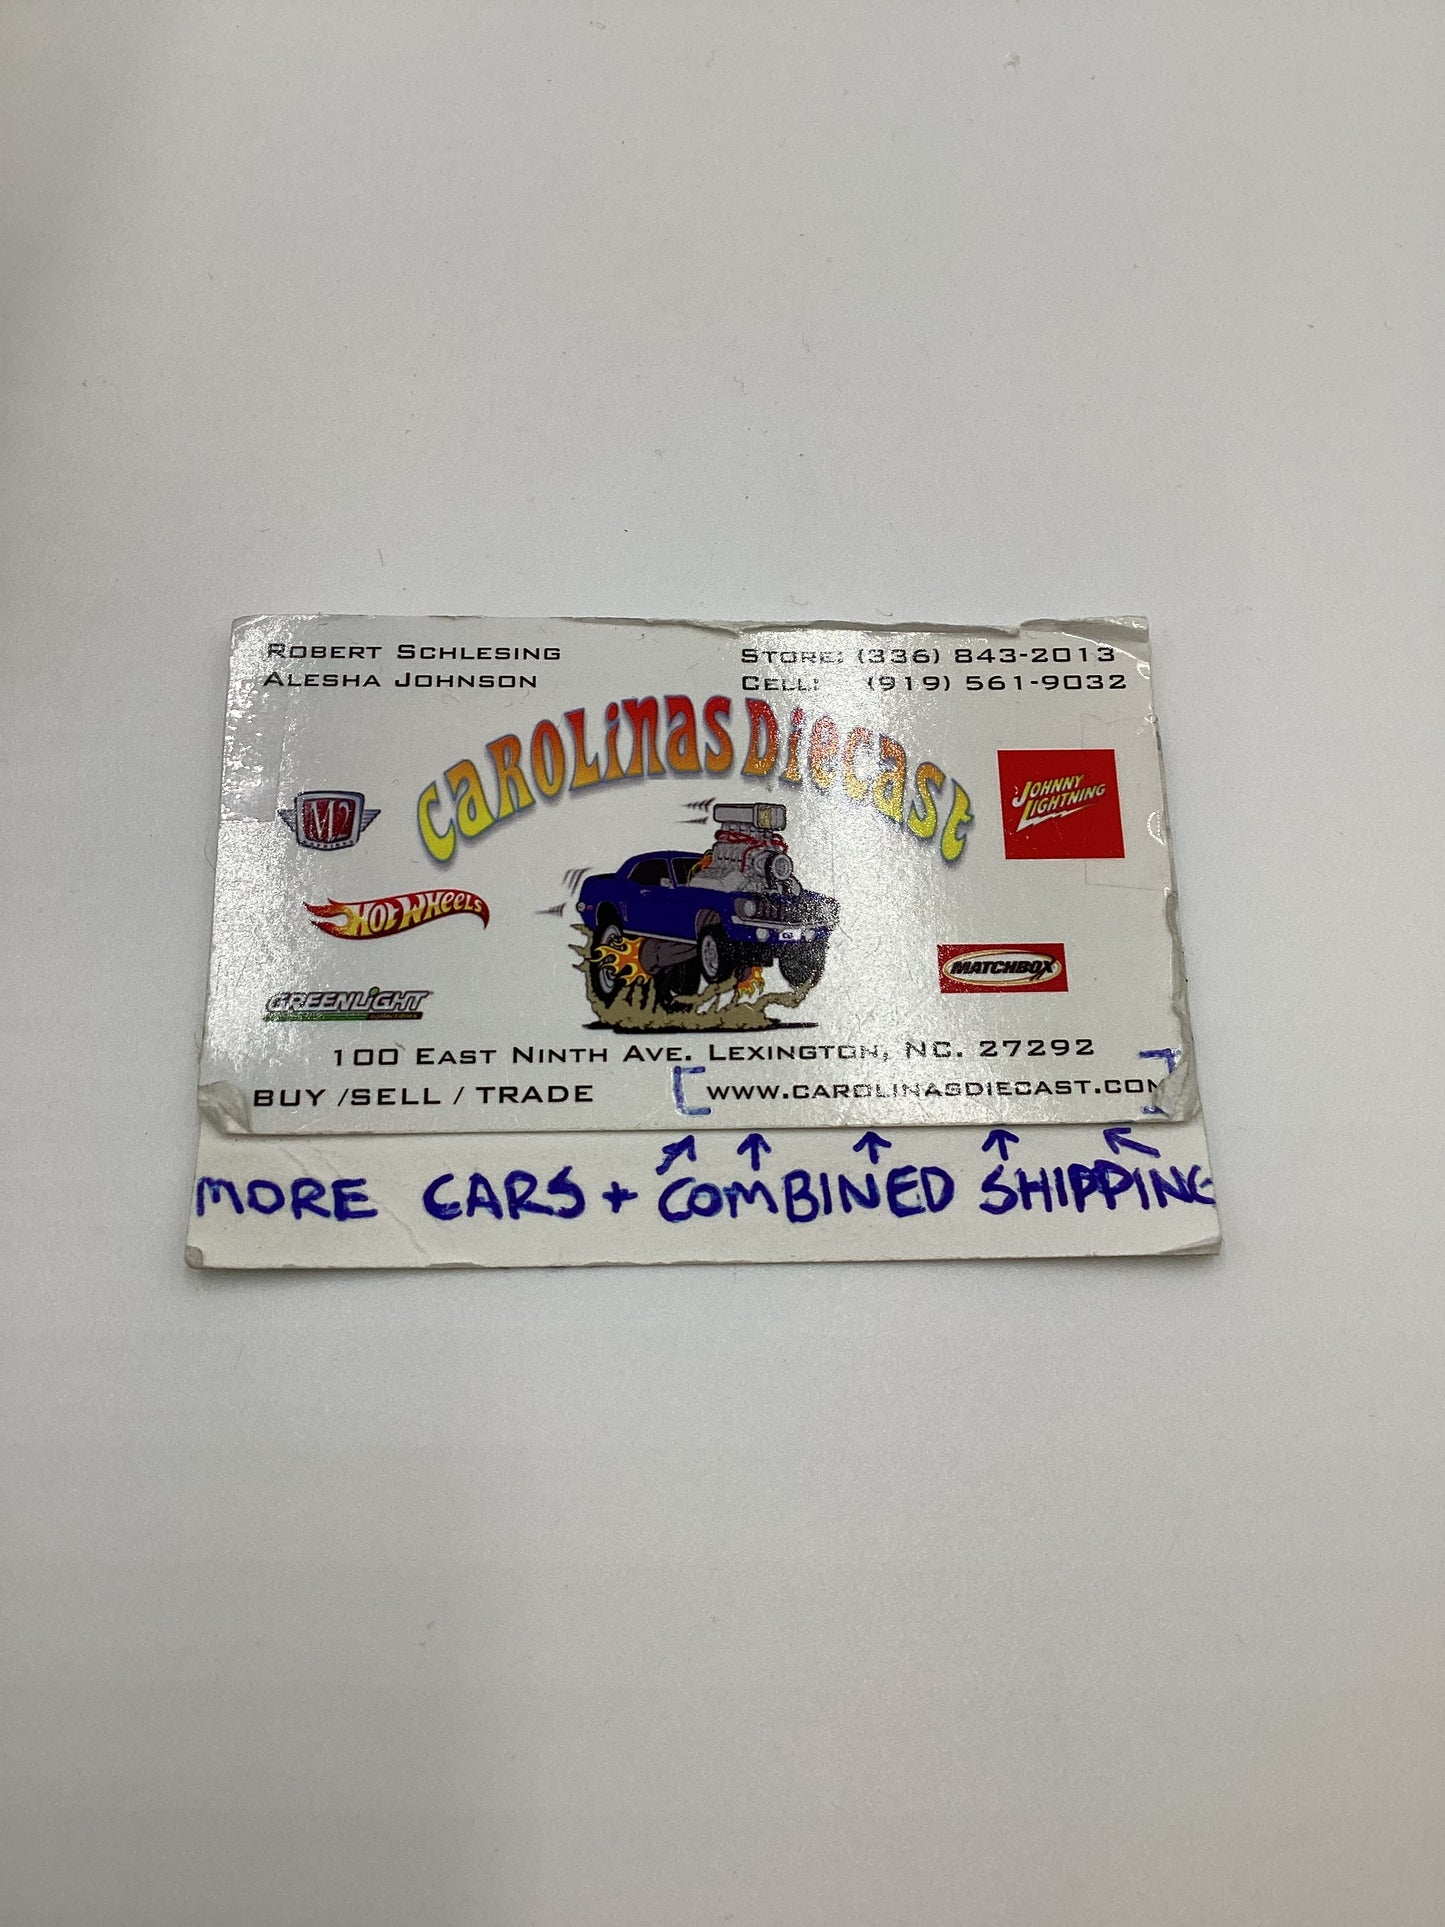 ROBERT SCHLESING
ALESHA JOHNSON
STORE: (336) 843-2013
CELL: (919) 561-9032
CAROLINAS DIECAST
M2
JOHNNY LIGHTNING
HOT WHEELS
MATCHBOX
GREENLIGHT
collectibles
100 EAST NINTH AVE. LEXINGTON, NC. 27292
BUY /SELL / TRADE
[WWW.CAROLINASDIECAST.COM]
MORE CARS + COMBINED SHIPPING